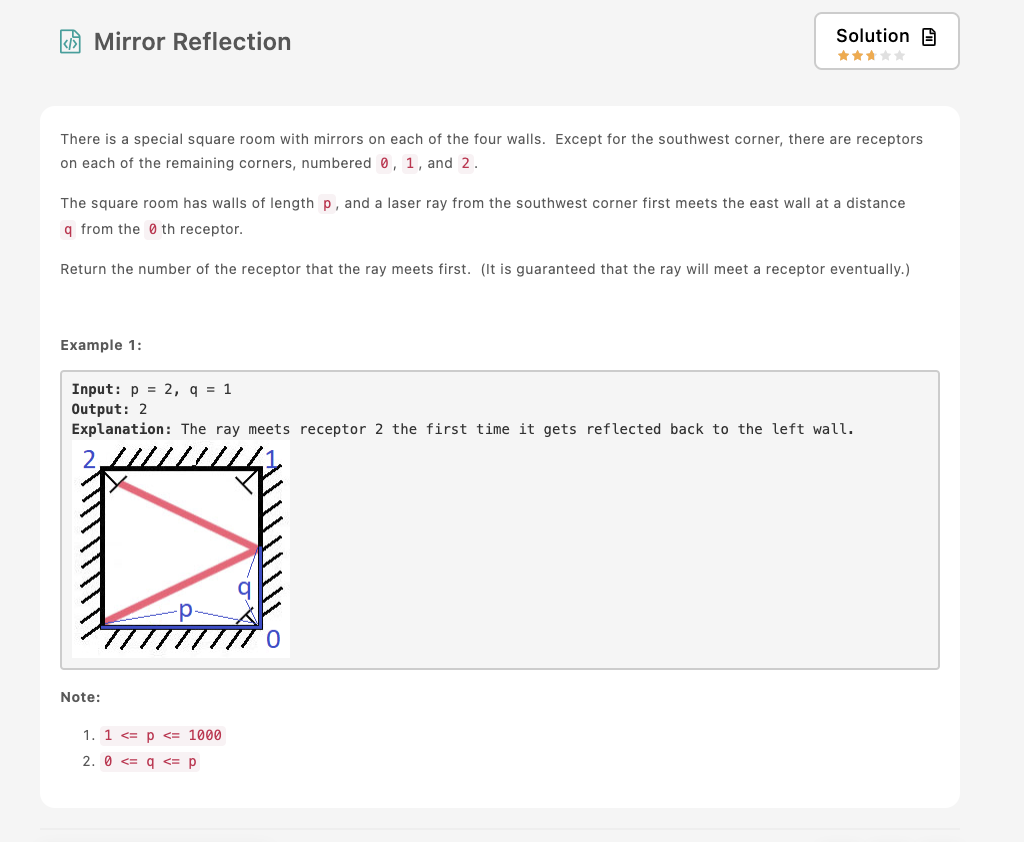 Mirror Reflection
Solution
There is a special square room with mirrors on each of the four walls.  Except for the southwest corner, there are receptors
on each of the remaining corners, numbered 0, 1, and 2.
The square room has walls of length p, and a laser ray from the southwest corner first meets the east wall at a distance
q from the 0th receptor.
Return the number of the receptor that the ray meets first.  (It is guaranteed that the ray will meet a receptor eventually.)
Example 1:
Input: p = 2, q = 1
Output: 2
Explanation: The ray meets receptor 2 the first time it gets reflected back to the left wall.
2 1
q
p
0
Note:
1. 1 <= p <= 1000
2. 0 <= q <= p